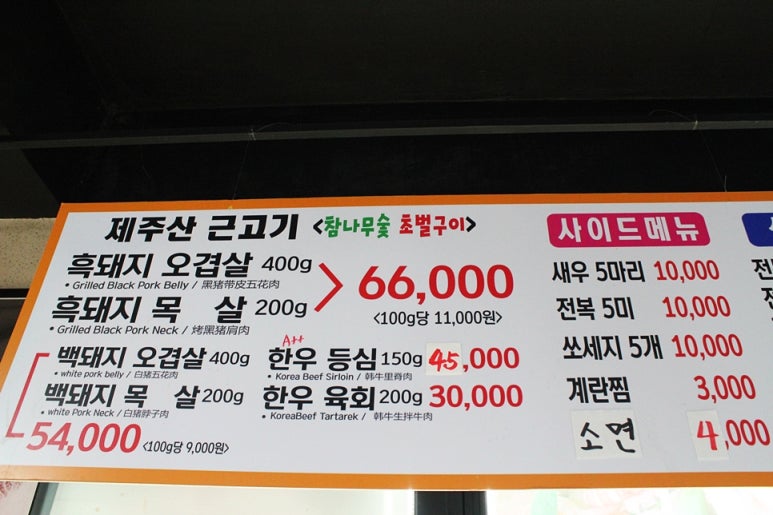 제주산 근고기 <참나무숯 초벌구이>
흑돼지 오겹살 400g
• Grilled Black Pork Belly / 黑猪带皮五花肉
흑돼지 목 살 200g
• Grilled Black Pork Neck / 烤黑猪肩肉
66,000
<100g당 11,000원>
백돼지 오겹살 400g
• white pork belly / 白猪五花肉
백돼지 목 살 200g
• white Pork Neck / 白猪脖子肉
54,000 <100g당 9,000원>
A++
한우 등심 150g 45,000
• Korea Beef Sirloin / 韩牛里脊肉
한우 육회 200g 30,000
• KoreaBeef Tartarek / 韩牛生拌牛肉
사이드메뉴
새우 5마리 10,000
전복 5미 10,000
쏘세지 5개 10,000
계란찜 3,000
소면 4,000